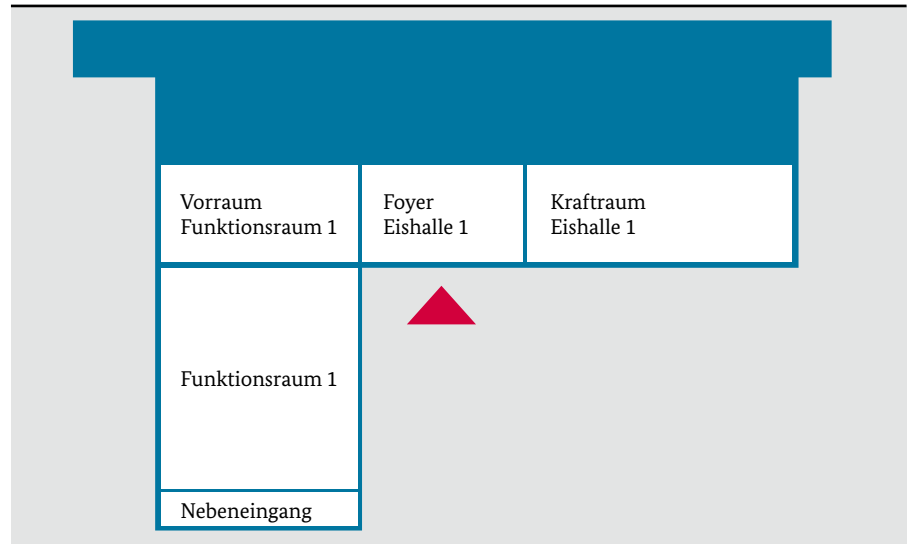 Vorraum
Funktionsraum 1
Foyer
Eishalle 1
Kraftraum
Eishalle 1
Funktionsraum 1
Nebeneingang